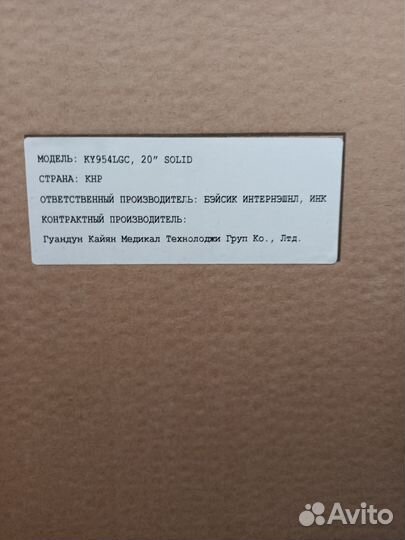 МОДЕЛЬ: KY954LGC, 20" SOLID
СТРАНА: КНР
ОТВЕТСТВЕННЫЙ ПРОИЗВОДИТЕЛЬ: БЭЙСИК ИНТЕРНЭШНЛ, ИНК
КОНТРАКТНЫЙ ПРОИЗВОДИТЕЛЬ:
Гуандун Кайян Медикал Технолоджи Груп Ко., Лтд.
Avito